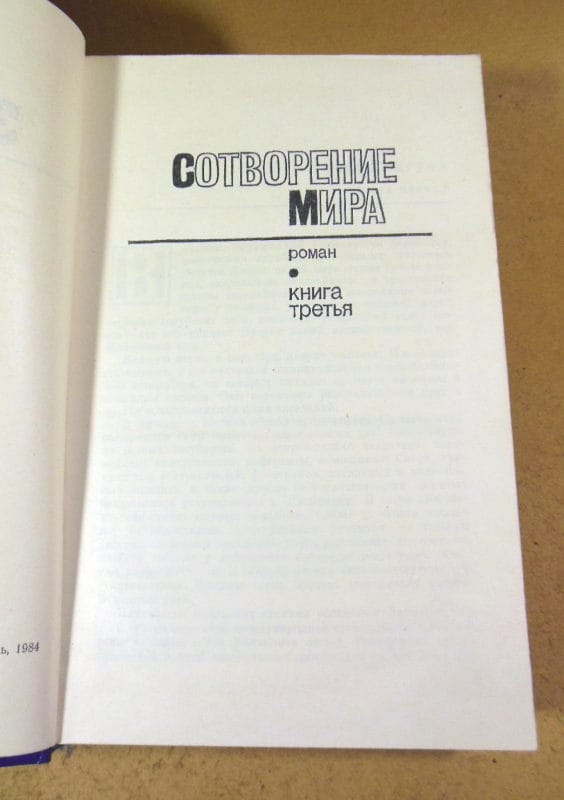 СОТВОРЕНИЕ
МИРА
роман
•
книга
третья
1984